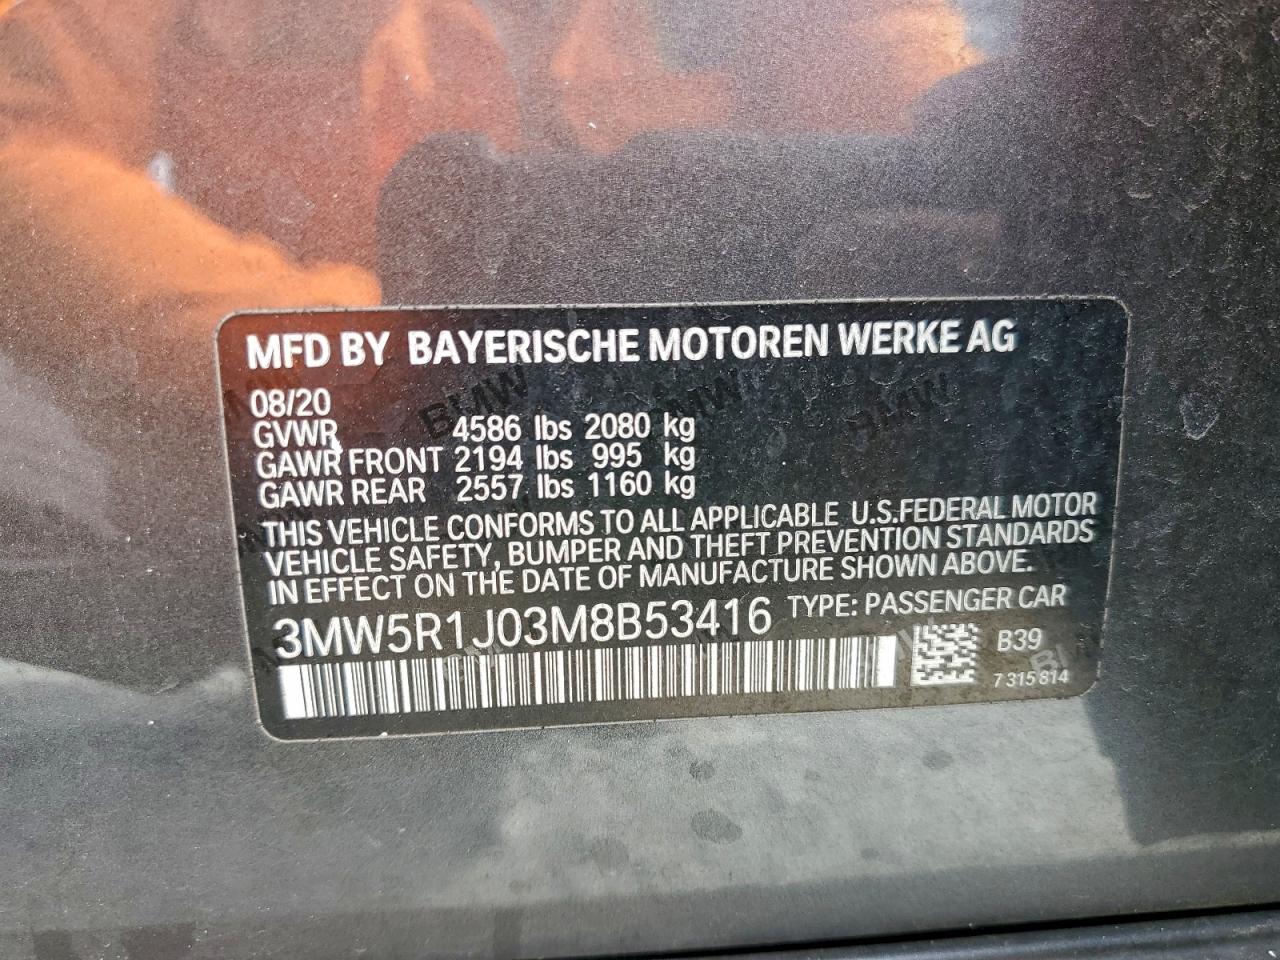 MFD BY BAYERISCHE MOTOREN WERKE AG
08/20
GVWR 4586 lbs 2080 kg
GAWR FRONT 2194 lbs 995 kg
GAWR REAR 2557 lbs 1160 kg
THIS VEHICLE CONFORMS TO ALL APPLICABLE U.S.FEDERAL MOTOR
VEHICLE SAFETY, BUMPER AND THEFT PREVENTION STANDARDS
IN EFFECT ON THE DATE OF MANUFACTURE SHOWN ABOVE.
3MW5R1J03M8B53416 TYPE: PASSENGER CAR
B39
7 315 814